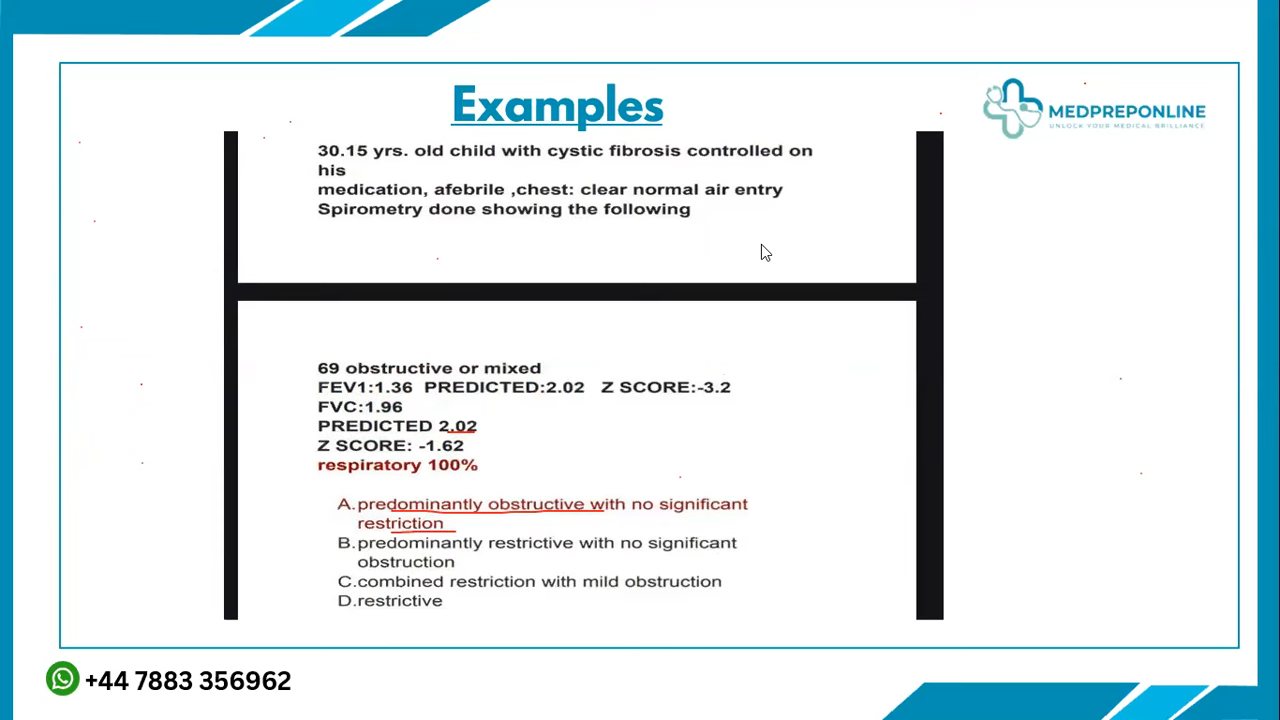 Examples
MEDPREPONLINE
UNLOCK YOUR MEDICAL BRILLIANCE
30.15 yrs. old child with cystic fibrosis controlled on
his
medication, afebrile ,chest: clear normal air entry
Spirometry done showing the following
69 obstructive or mixed
FEV1:1.36 PREDICTED:2.02 Z SCORE:-3.2
FVC:1.96
PREDICTED 2.02
Z SCORE: -1.62
respiratory 100%
A.predominantly obstructive with no significant
restriction
B.predominantly restrictive with no significant
obstruction
C.combined restriction with mild obstruction
D.restrictive
+44 7883 356962